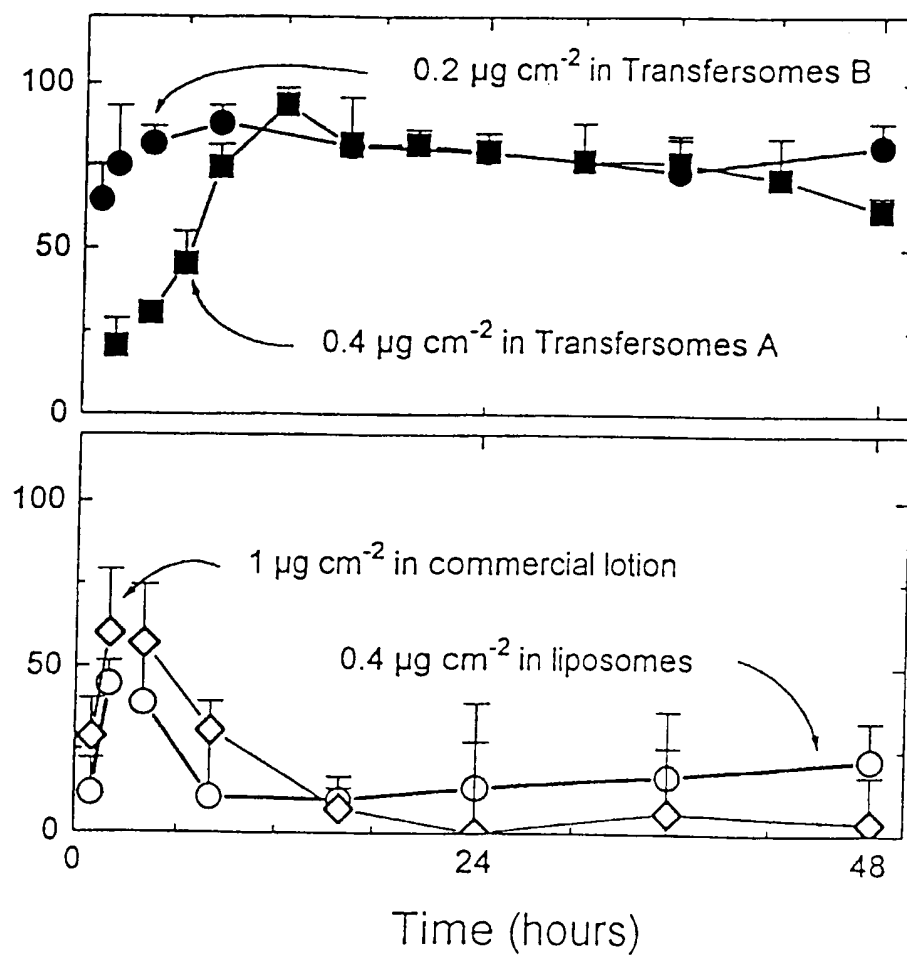 100
50
0
0.2 µg cm-2 in Transfersomes B
0.4 µg cm-2 in Transfersomes A
100
50
0
1 µg cm-2 in commercial lotion
0.4 µg cm-2 in liposomes
0
24
48
Time (hours)